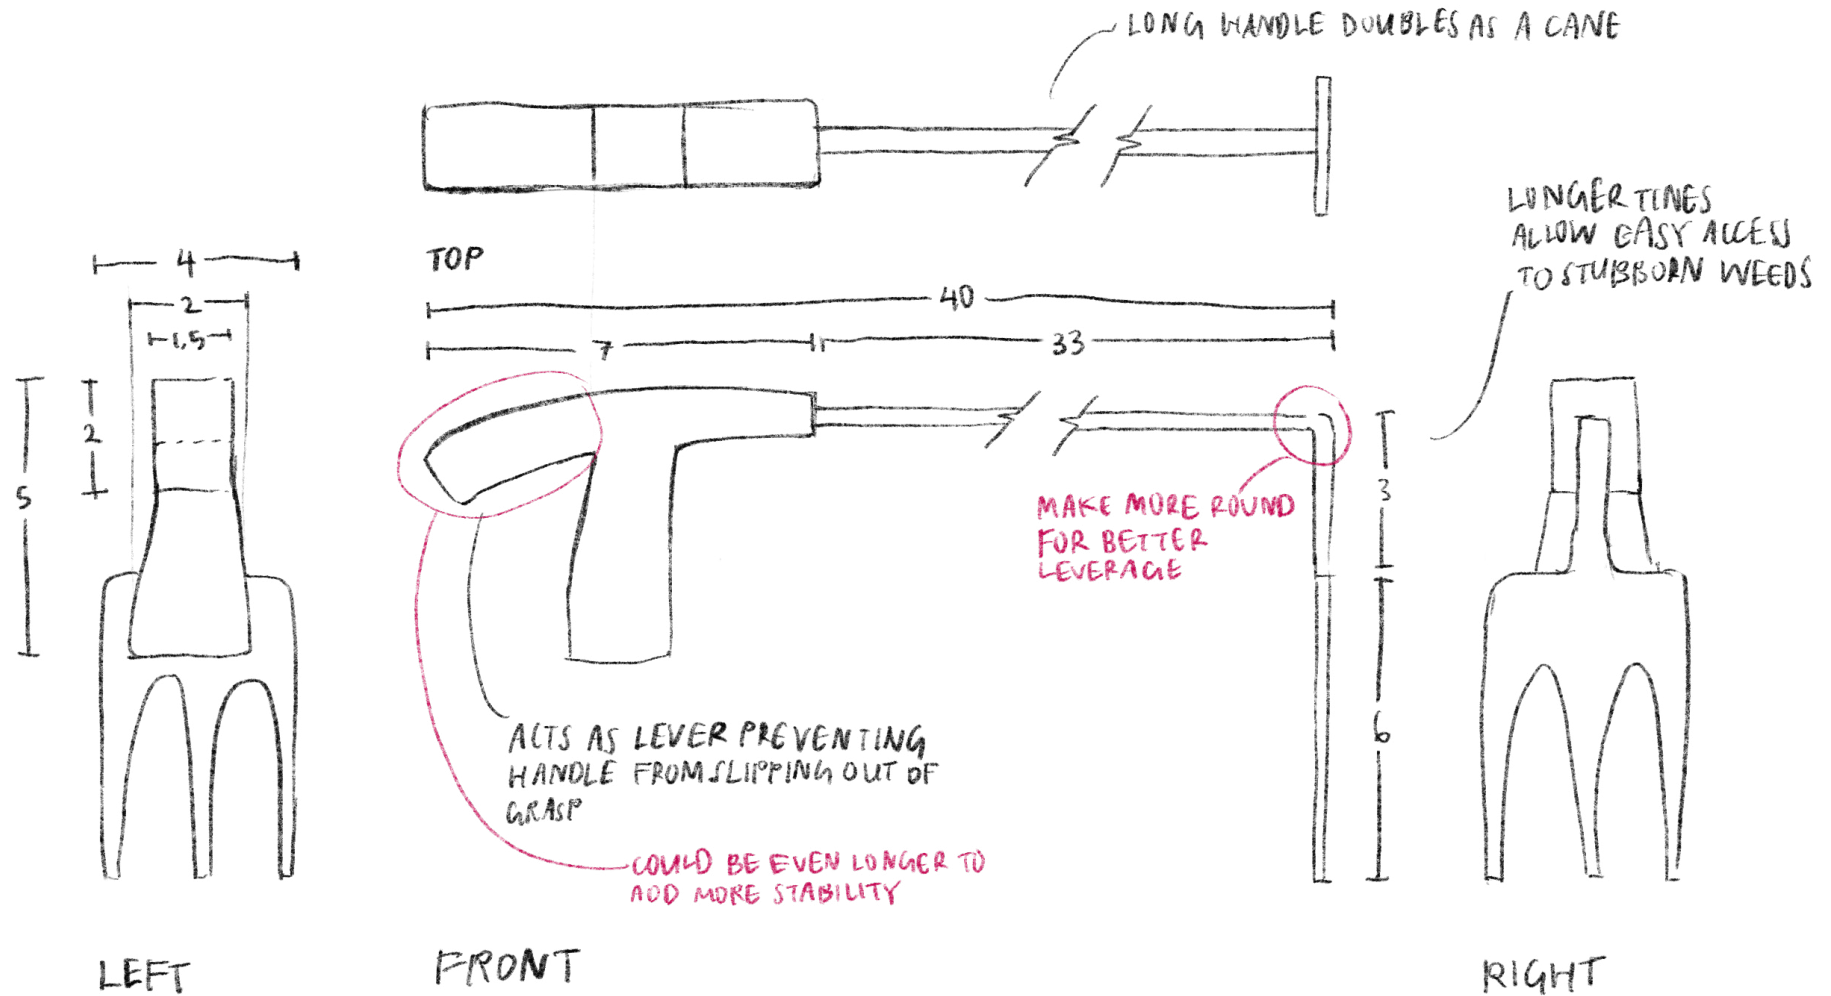 LONG HANDLE DOUBLES AS A CANE
TOP
LONGER TINES
ALLOW EASY ACCESS
TO STUBBORN WEEDS
4
2
1.5
5
2
40
7
33
3
6
MAKE MORE ROUND
FOR BETTER
LEVERAGE
ACTS AS LEVER PREVENTING
HANDLE FROM SLIPPING OUT OF
GRASP
COULD BE EVEN LONGER TO
ADD MORE STABILITY
LEFT
FRONT
RIGHT